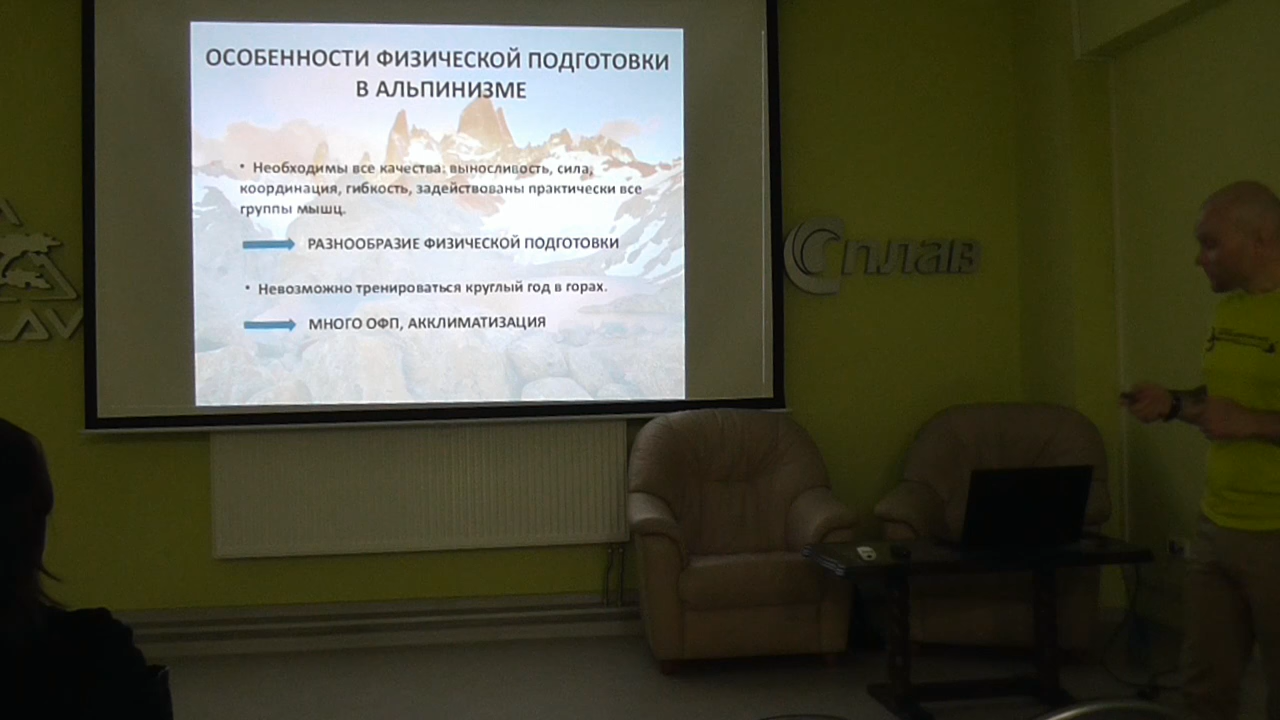 ОСОБЕННОСТИ ФИЗИЧЕСКОЙ ПОДГОТОВКИ
В АЛЬПИНИЗМЕ
• Необходимы все качества: выносливость, сила,
координация, гибкость, задействованы практически все
группы мышц.
РАЗНООБРАЗИЕ ФИЗИЧЕСКОЙ ПОДГОТОВКИ
• Невозможно тренироваться круглый год в горах.
МНОГО ОФП, АККЛИМАТИЗАЦИЯ
Сплав
LAV